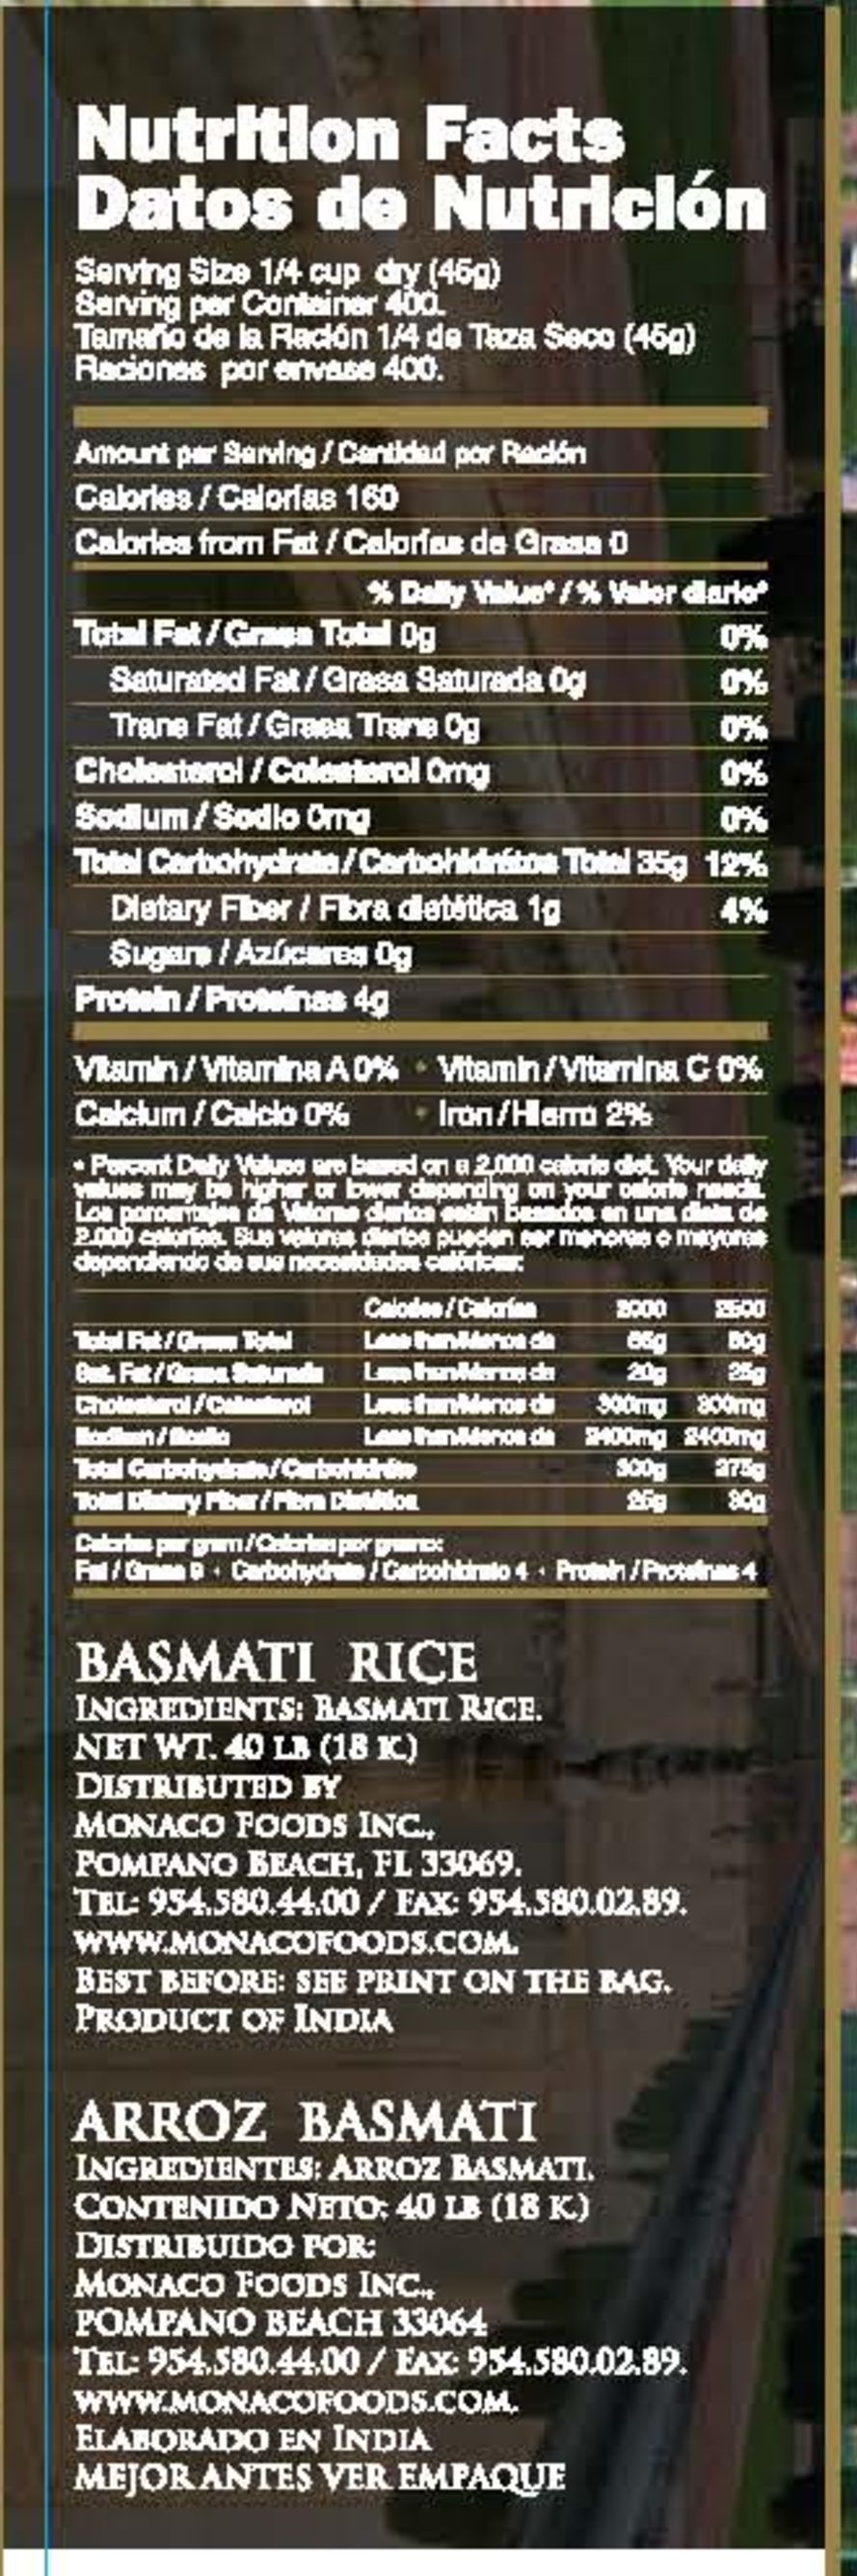 Nutrition Facts
Datos de Nutrición
Serving Size 1/4 cup dry (45g)
Serving per Container 400.
Tamaño de la Ración 1/4 de Taza Seco (45g)
Raciones por envase 400.
Amount per Serving / Cantidad por Ración
Calories / Calorías 160
Calories from Fat / Calorías de Grasa 0
% Daily Value* / % Valor diario*
Total Fat / Grasa Total 0g 0%
Saturated Fat / Grasa Saturada 0g 0%
Trans Fat / Grasa Trans 0g 0%
Cholesterol / Colesterol 0mg 0%
Sodium / Sodio 0mg 0%
Total Carbohydrate / Carbohidrátos Total 35g 12%
Dietary Fiber / Fibra dietética 1g 4%
Sugars / Azúcares 0g
Protein / Proteínas 4g
Vitamin / Vitamina A 0% • Vitamin / Vitamina C 0%
Calcium / Calcio 0% • Iron / Hierro 2%
• Percent Daily Values are based on a 2,000 calorie diet. Your daily
values may be higher or lower depending on your calorie needs.
Los porcentajes de Valores diarios están basados en una dieta de
2.000 calorías. Sus valores diarios pueden ser menores o mayores
dependiendo de sus necesidades calóricas:
Calories / Calorías 2000 2500
Total Fat / Grasa Total Less than/Menos de 65g 80g
Sat. Fat / Grasa Saturada Less than/Menos de 20g 25g
Cholesterol / Colesterol Less than/Menos de 300mg 300mg
Sodium / Sodio Less than/Menos de 2400mg 2400mg
Total Carbohydrate / Carbohidrato 300g 375g
Total Dietary Fiber / Fibra Dietética 25g 30g
Calories per gram / Calorías por gramo:
Fat / Grasa 9 • Carbohydrate / Carbohidrato 4 • Protein / Proteínas 4
BASMATI RICE
INGREDIENTS: BASMATI RICE.
NET WT. 40 LB (18 K.)
DISTRIBUTED BY
MONACO FOODS INC.,
POMPANO BEACH, FL 33069.
TEL: 954.580.44.00 / FAX: 954.580.02.89.
WWW.MONACOFOODS.COM.
BEST BEFORE: SEE PRINT ON THE BAG.
PRODUCT OF INDIA
ARROZ BASMATI
INGREDIENTES: ARROZ BASMATI.
CONTENIDO NETO: 40 LB (18 K.)
DISTRIBUIDO POR:
MONACO FOODS INC.,
POMPANO BEACH 33064
TEL: 954.580.44.00 / FAX: 954.580.02.89.
WWW.MONACOFOODS.COM.
ELABORADO EN INDIA
MEJOR ANTES VER EMPAQUE